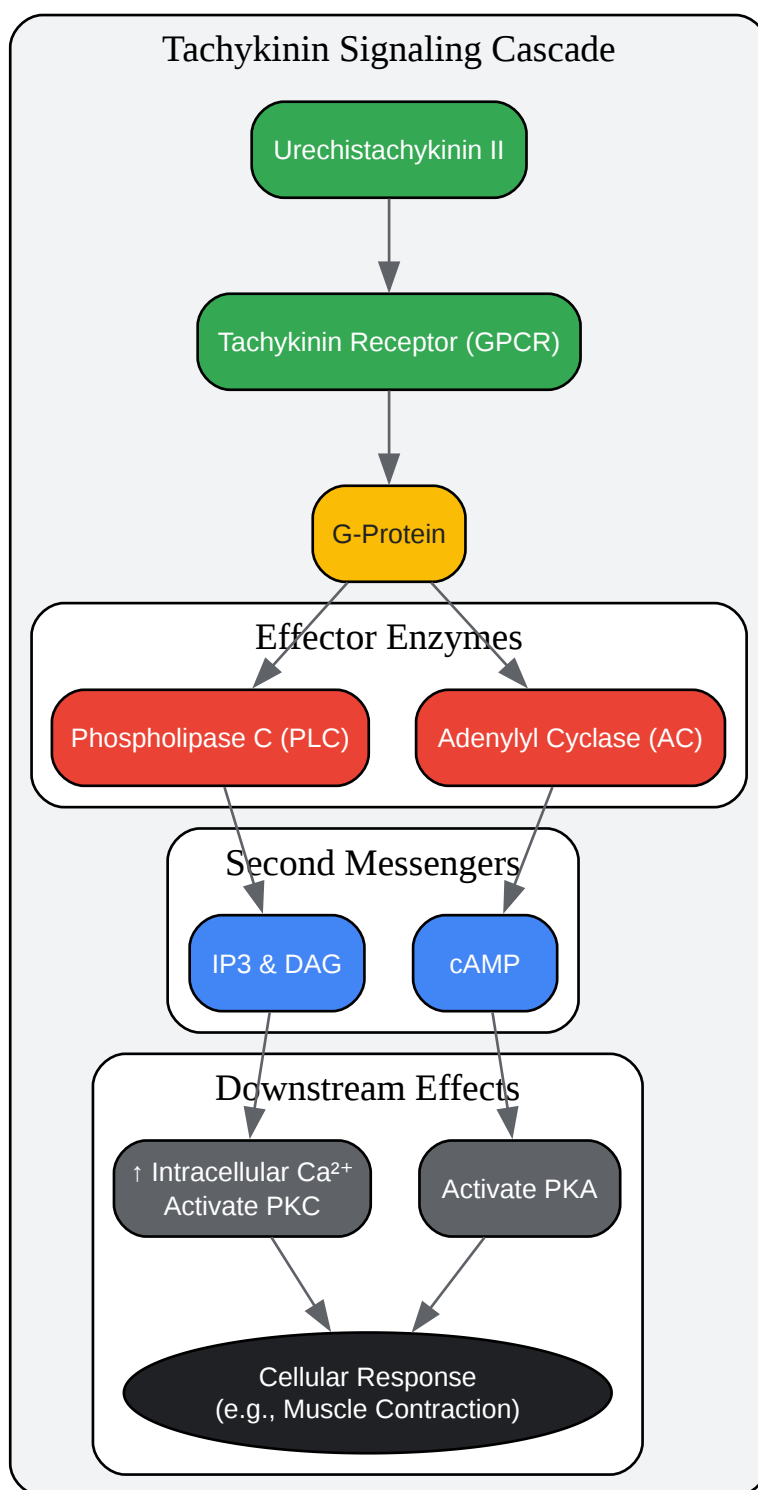 Tachykinin Signaling Cascade
Urechistachykinin II
Tachykinin Receptor (GPCR)
G-Protein
Effector Enzymes
Phospholipase C (PLC)
Adenylyl Cyclase (AC)
Second Messengers
IP3 & DAG
cAMP
Downstream Effects
↑ Intracellular Ca²⁺
Activate PKC
Activate PKA
Cellular Response
(e.g., Muscle Contraction)